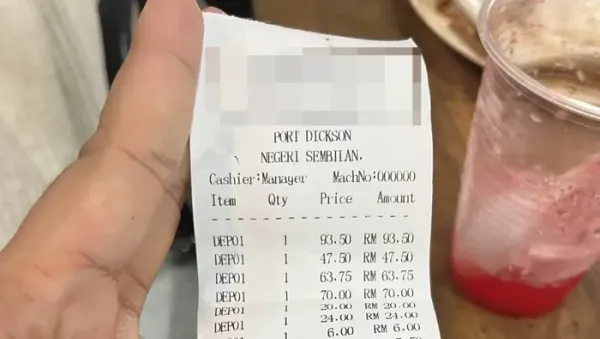 PORT DICKSON
NEGERI SEMBILAN.
Cashier:Manager MachNo:000000
Item Qty Price Amount
DEP01 1 93.50 RM 93.50
DEP01 1 47.50 RM 47.50
DEP01 1 63.75 RM 63.75
DEP01 1 70.00 RM 70.00
DEP01 1 20.00 RM 20.00
DEP01 1 24.00 RM 24.00
DEP01 1 6.00 RM 6.00